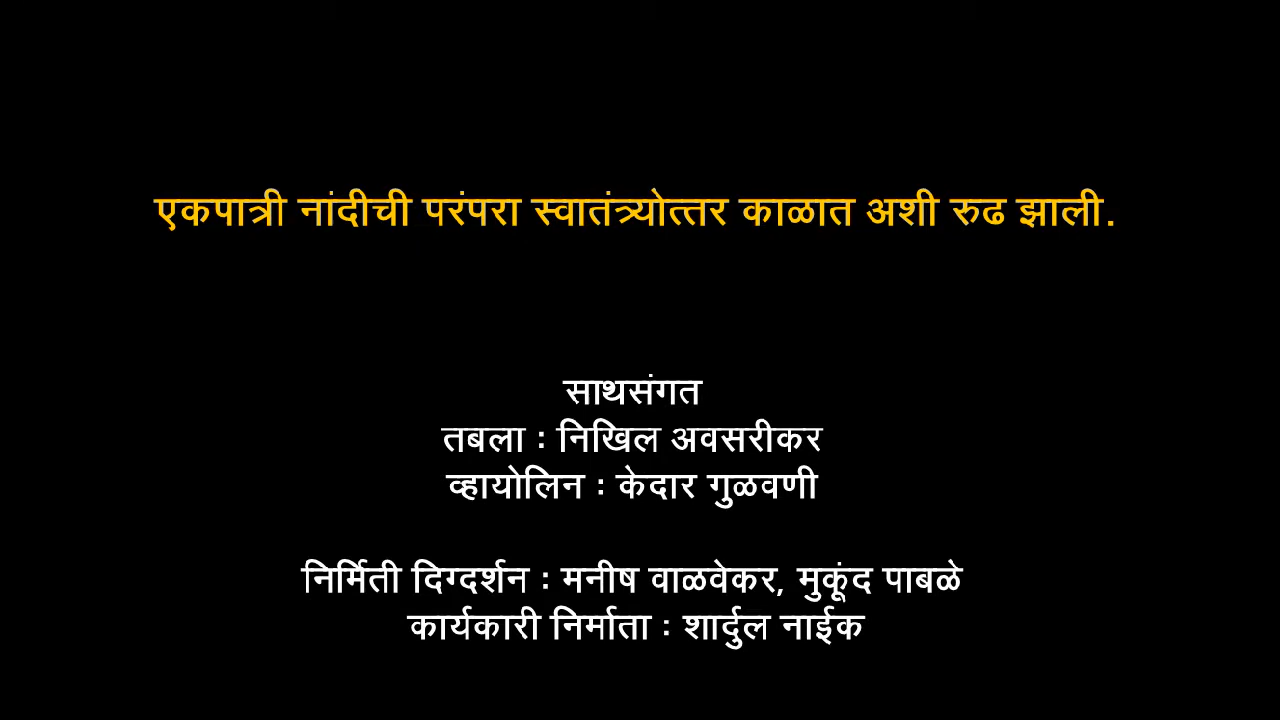 एकपात्री नांदीची परंपरा स्वातंत्र्योत्तर काळात अशी रुढ झाली.
साथसंगत
तबला : निखिल अवसरीकर
व्हायोलिन : केदार गुळवणी
निर्मिती दिग्दर्शन : मनीष वाळवेकर, मुकूंद पाबळे
कार्यकारी निर्माता : शार्दुल नाईक